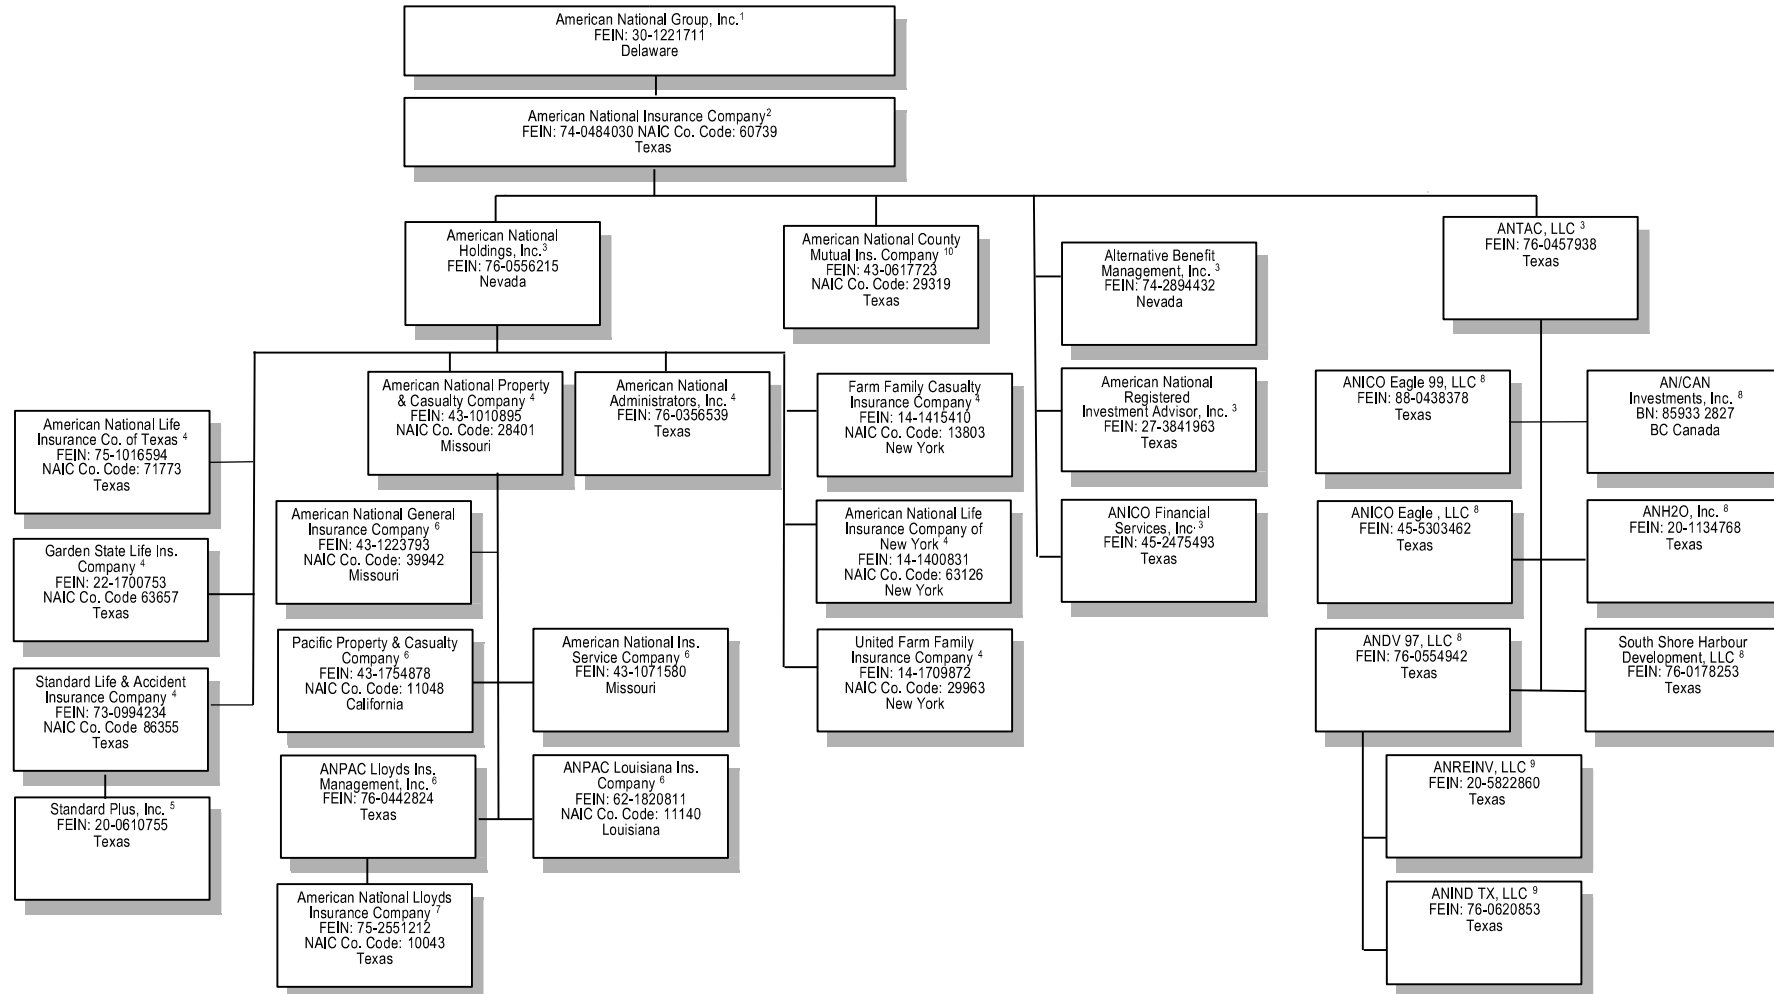 American National Group, Inc.¹
FEIN: 30-1221711
Delaware
American National Insurance Company²
FEIN: 74-0484030 NAIC Co. Code: 60739
Texas
American National
Holdings, Inc.³
FEIN: 76-0556215
Nevada
American National County
Mutual Ins. Company ¹⁰
FEIN: 43-0617723
NAIC Co. Code: 29319
Texas
Alternative Benefit
Management, Inc. ³
FEIN: 74-2894432
Nevada
ANTAC, LLC ³
FEIN: 76-0457938
Texas
American National Life
Insurance Co. of Texas ⁴
FEIN: 75-1016594
NAIC Co. Code: 71773
Texas
American National Property
& Casualty Company ⁴
FEIN: 43-1010895
NAIC Co. Code: 28401
Missouri
American National
Administrators, Inc. ⁴
FEIN: 76-0356539
Texas
Farm Family Casualty
Insurance Company ⁴
FEIN: 14-1415410
NAIC Co. Code: 13803
New York
American National
Registered
Investment Advisor, Inc. ³
FEIN: 27-3841963
Texas
ANICO Eagle 99, LLC ⁸
FEIN: 88-0438378
Texas
AN/CAN
Investments, Inc. ⁸
BN: 85933 2827
BC Canada
Garden State Life Ins.
Company ⁴
FEIN: 22-1700753
NAIC Co. Code 63657
Texas
American National General
Insurance Company ⁶
FEIN: 43-1223793
NAIC Co. Code: 39942
Missouri
American National Life
Insurance Company of
New York ⁴
FEIN: 14-1400831
NAIC Co. Code: 63126
New York
ANICO Financial
Services, Inc. ³
FEIN: 45-2475493
Texas
ANICO Eagle , LLC ⁸
FEIN: 45-5303462
Texas
ANH2O, Inc. ⁸
FEIN: 20-1134768
Texas
Standard Life & Accident
Insurance Company ⁴
FEIN: 73-0994234
NAIC Co. Code 86355
Texas
Pacific Property & Casualty
Company ⁶
FEIN: 43-1754878
NAIC Co. Code: 11048
California
American National Ins.
Service Company ⁶
FEIN: 43-1071580
Missouri
United Farm Family
Insurance Company ⁴
FEIN: 14-1709872
NAIC Co. Code: 29963
New York
ANDV 97, LLC ⁸
FEIN: 76-0554942
Texas
South Shore Harbour
Development, LLC ⁸
FEIN: 76-0178253
Texas
Standard Plus, Inc. ⁵
FEIN: 20-0610755
Texas
ANPAC Lloyds Ins.
Management, Inc. ⁶
FEIN: 76-0442824
Texas
ANPAC Louisiana Ins.
Company ⁶
FEIN: 62-1820811
NAIC Co. Code: 11140
Louisiana
ANREINV, LLC ⁹
FEIN: 20-5822860
Texas
American National Lloyds
Insurance Company ⁷
FEIN: 75-2551212
NAIC Co. Code: 10043
Texas
ANIND TX, LLC ⁹
FEIN: 76-0620853
Texas